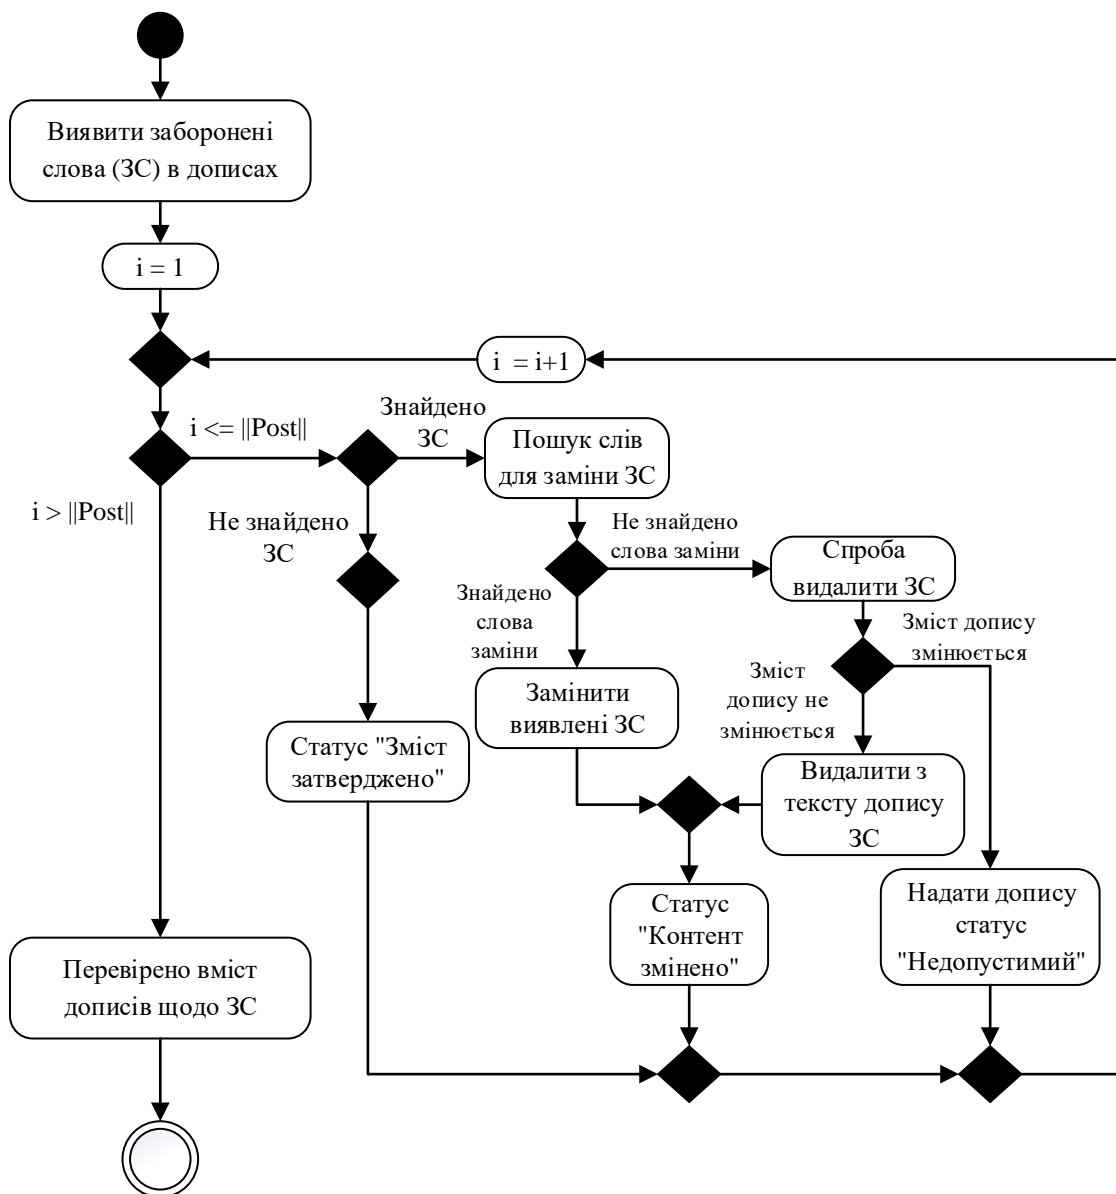 Виявити заборонені
слова (ЗС) в дописах
i = 1
i  = i+1
i <= ||Post||
i > ||Post||
Знайдено
ЗС
Пошук слів
для заміни ЗС
Не знайдено
ЗС
Не знайдено
слова заміни
Спроба
видалити ЗС
Знайдено
слова
заміни
Зміст допису
змінюється
Зміст
допису не
змінюється
Замінити
виявлені ЗС
Статус "Зміст
затверджено"
Видалити з
тексту допису
ЗС
Статус
"Контент
змінено"
Надати допису
статус
"Недопустимий"
Перевірено вміст
дописів щодо ЗС